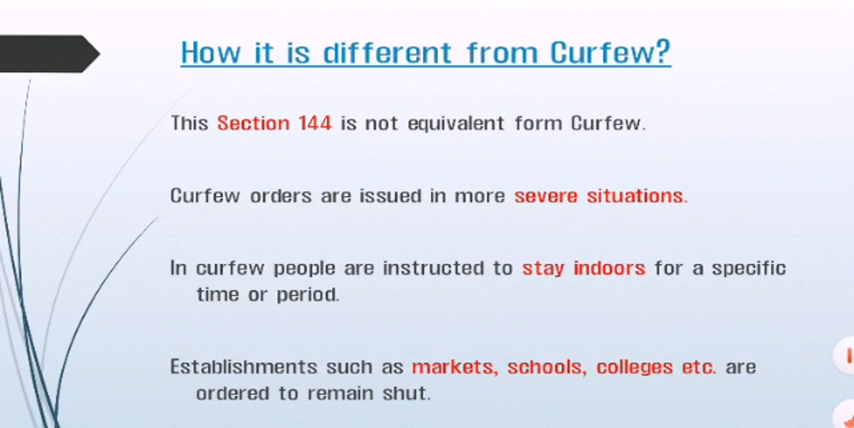 How it is different from Curfew?
This Section 144 is not equivalent form Curfew.
Curfew orders are issued in more severe situations.
In curfew people are instructed to stay indoors for a specific
time or period.
Establishments such as markets, schools, colleges etc. are
ordered to remain shut.